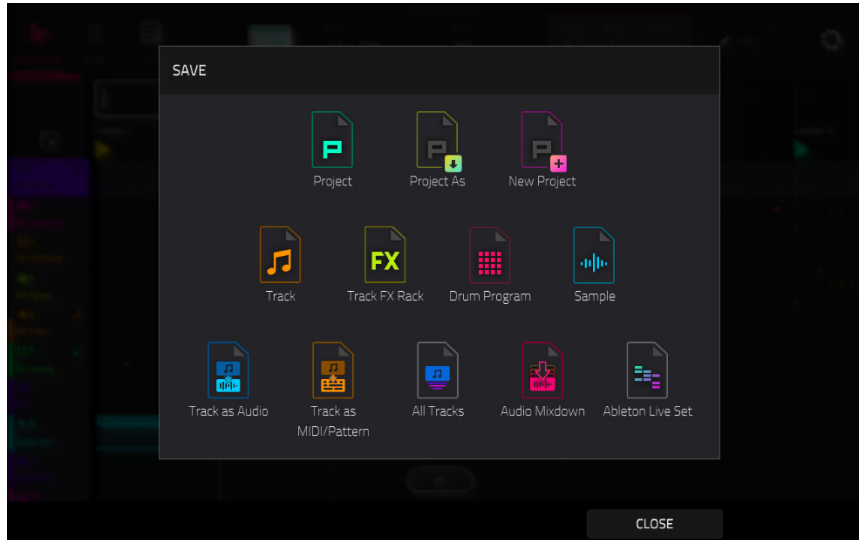 SAVE
Project
Project As
New Project
FX
Track
Track FX Rack
Drum Program
Sample
Track as Audio
Track as
MIDI/Pattern
All Tracks
Audio Mixdown
Ableton Live Set
CLOSE